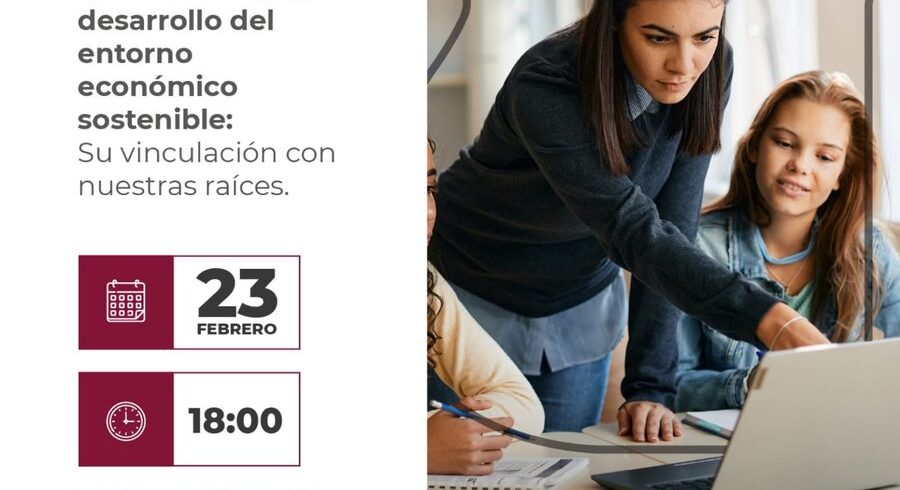 desarrollo del
entorno
económico
sostenible:
Su vinculación con
nuestras raíces.
23
FEBRERO
18:00